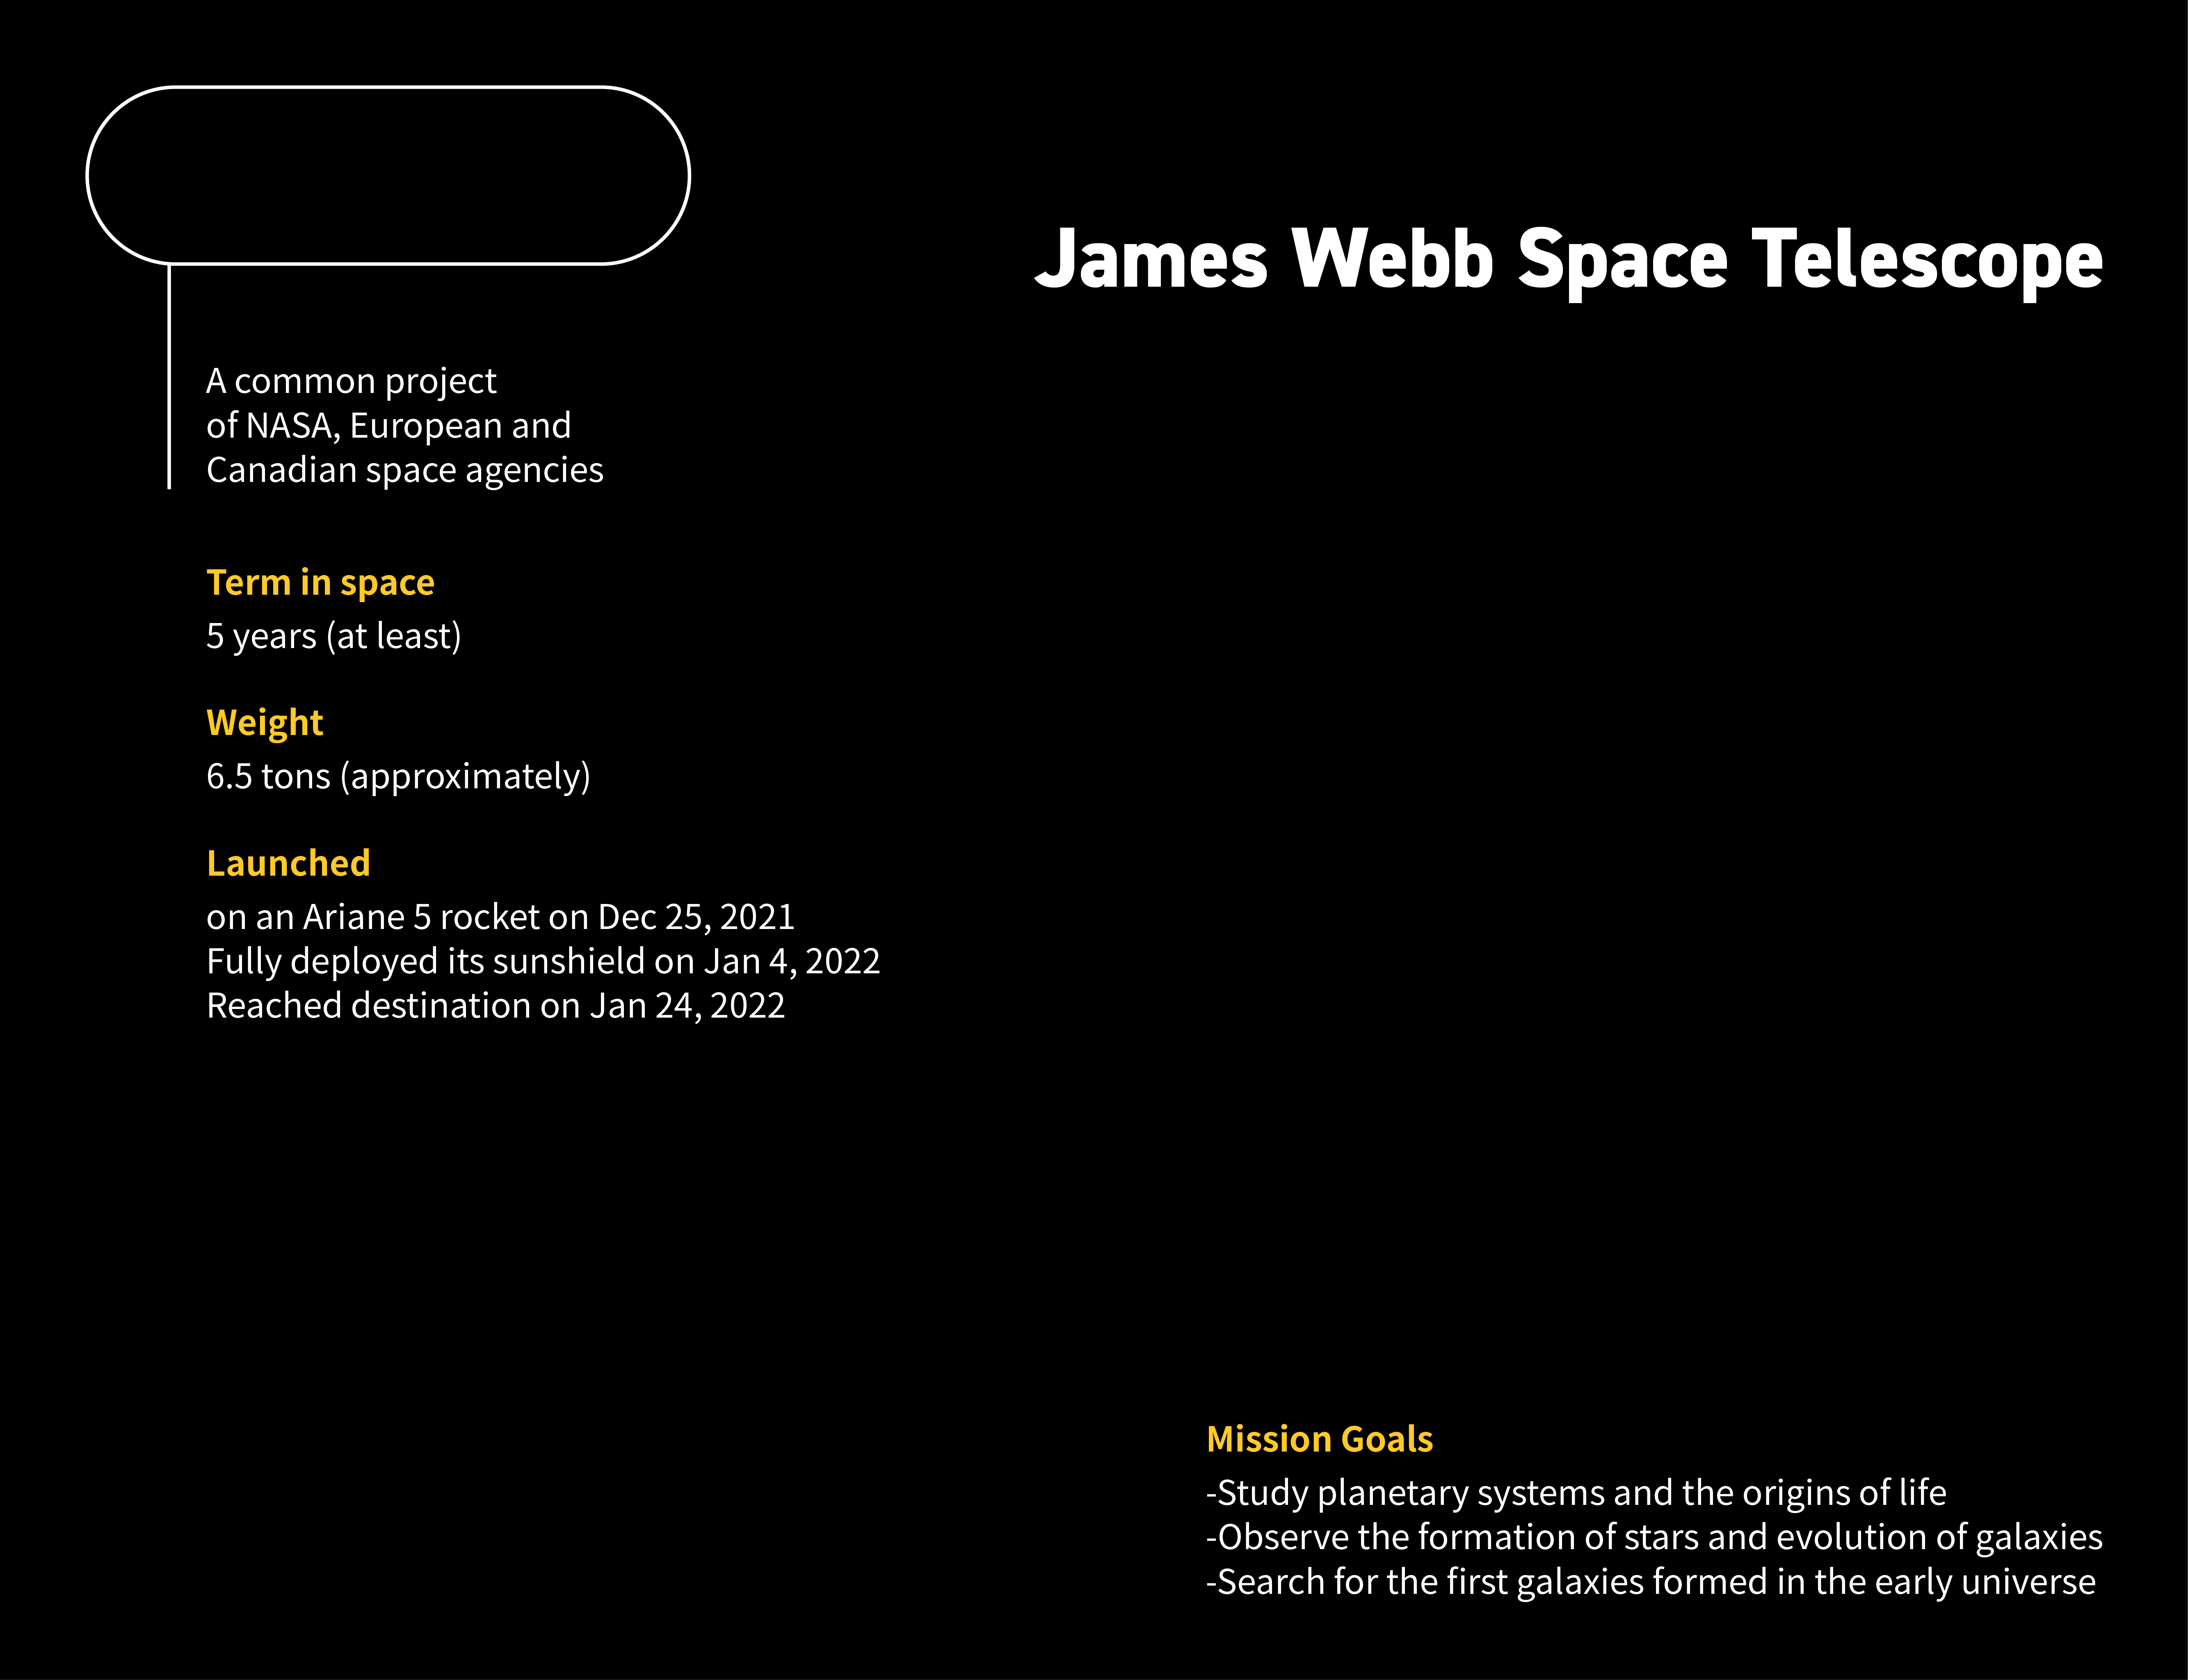 James Webb Space Telescope
A common project
of NASA, European and
Canadian space agencies
Term in space
5 years (at least)
Weight
6.5 tons (approximately)
Launched
on an Ariane 5 rocket on Dec 25, 2021
Fully deployed its sunshield on Jan 4, 2022
Reached destination on Jan 24, 2022
Mission Goals
-Study planetary systems and the origins of life
-Observe the formation of stars and evolution of galaxies
-Search for the first galaxies formed in the early universe